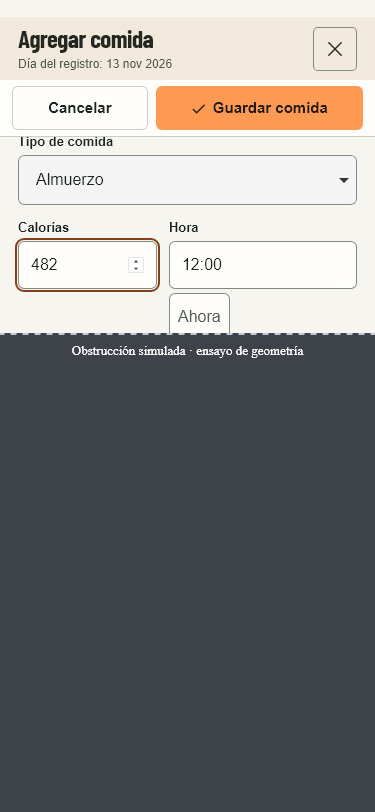 Agregar comida
Día del registro: 13 nov 2026
Cancelar
Guardar comida
Tipo de comida
Almuerzo
Calorías
Hora
482
12:00
Ahora
Obstrucción simulada · ensayo de geometría